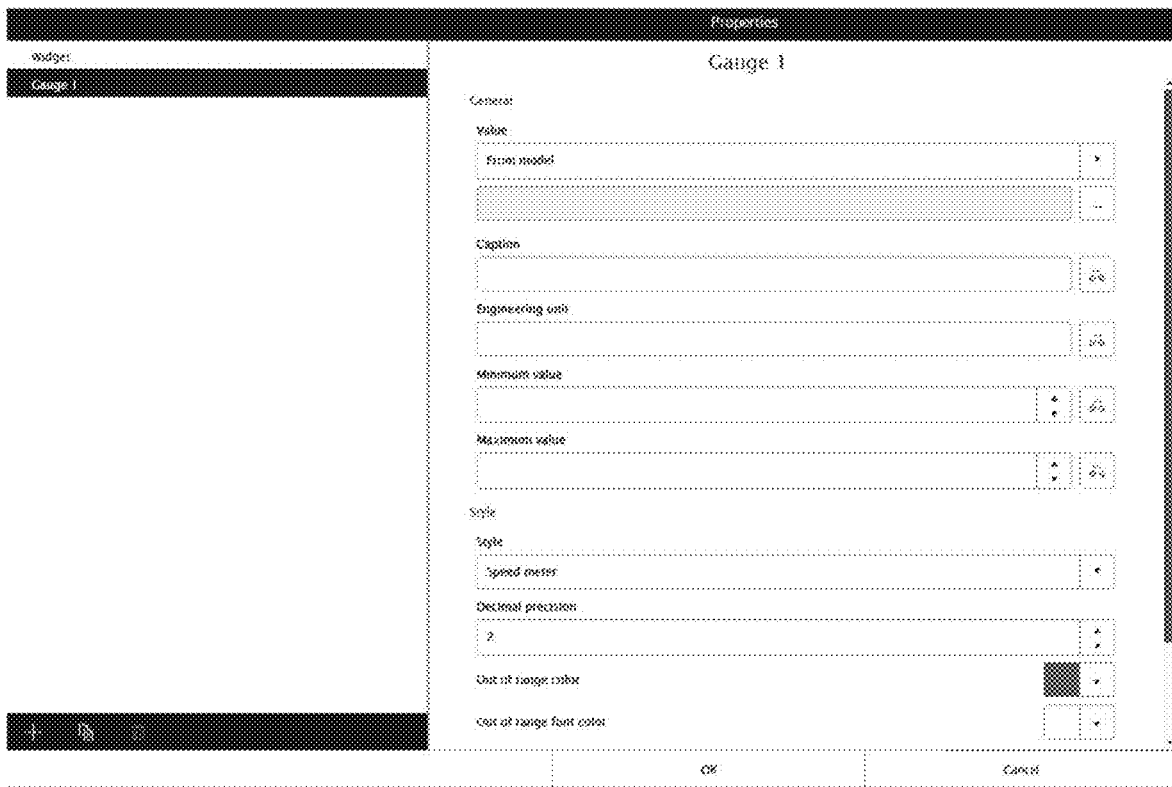 Properties
Widget
Gauge 1
Gauge 1
General
Value
From model
...
Caption
Engineering unit
Minimum value
Maximum value
Style
Style
Speed meter
Decimal precision
2
Out of range color
Out of range font color
OK
Cancel